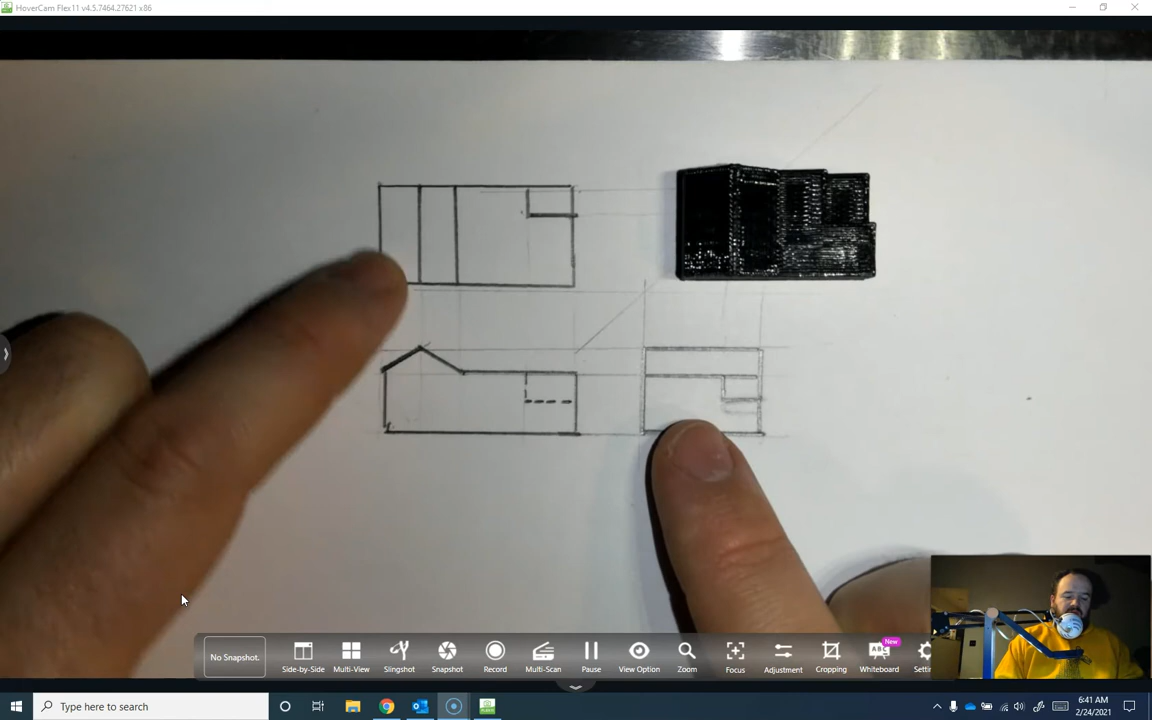 HoverCam Flex11 v4.5.7464.27621 x86
No Snapshot.
Side-by-Side
Multi-View
Slingshot
Snapshot
Record
Multi-Scan
Pause
View Option
Zoom
Focus
Adjustment
Cropping
New
ABC
Whiteboard
Settin
Type here to search
6:41 AM
2/24/2021